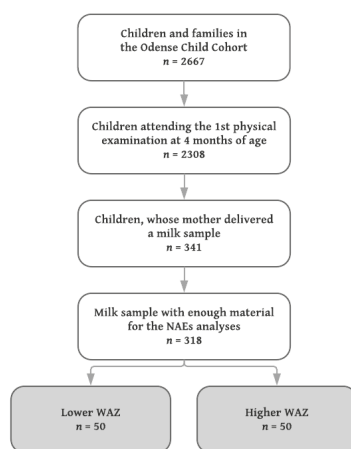 Children and families in
the Odense Child Cohort
n = 2667
Children attending the 1st physical
examination at 4 months of age
n = 2308
Children, whose mother delivered
a milk sample
n = 341
Milk sample with enough material
for the NAEs analyses
n = 318
Lower WAZ
n = 50
Higher WAZ
n = 50